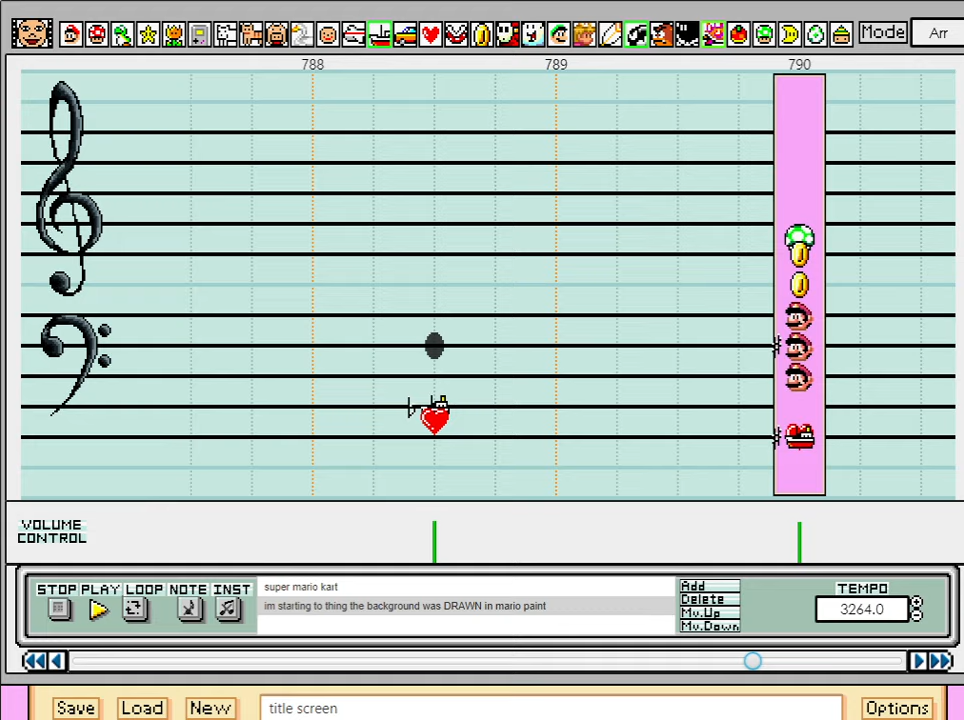 Mode Arr
788 789 790
VOLUME
CONTROL
STOP PLAY LOOP NOTE INST
super mario kart
im starting to thing the background was DRAWN in mario paint
Add
Delete
Mv.Up
Mv.Down
TEMPO
3264.0
Save Load New title screen Options